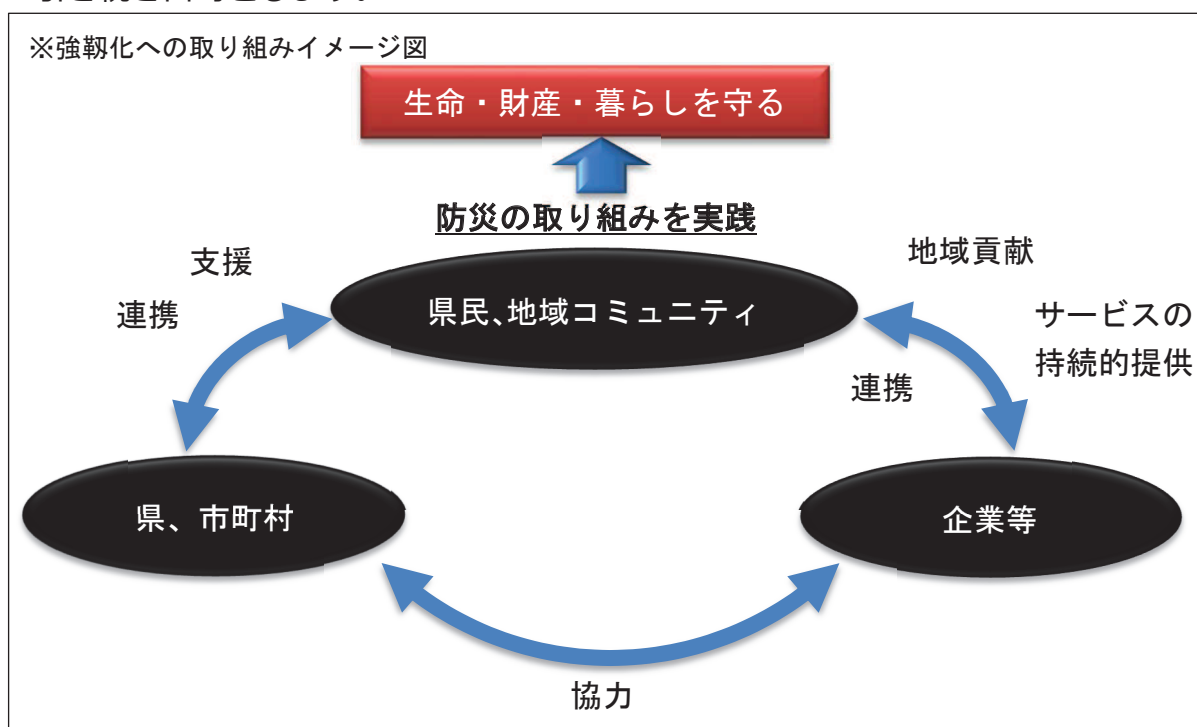 ※強靱化への取り組みイメージ図
生命・財産・暮らしを守る
防災の取り組みを実践
支援
連携
県民、地域コミュニティ
地域貢献
サービスの
持続的提供
連携
県、市町村
企業等
協力